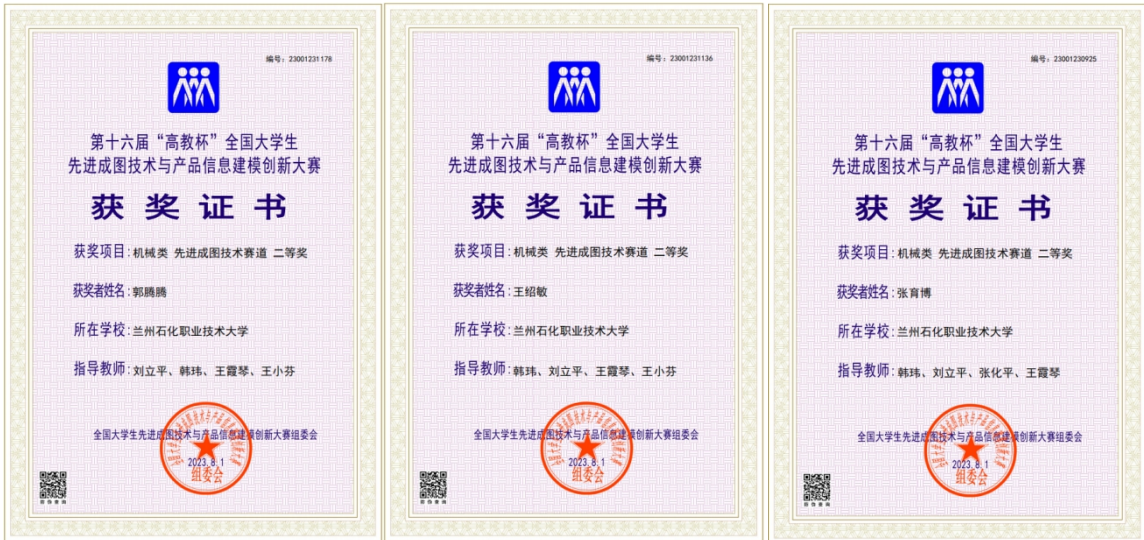 编号：23001231178
第十六届“高教杯”全国大学生
先进成图技术与产品信息建模创新大赛
获奖证书
获奖项目：机械类 先进成图技术赛道 二等奖
获奖者姓名：郭腾腾
所在学校：兰州石化职业技术大学
指导教师：刘立平、韩玮、王霞琴、王小芬
全国大学生先进成图技术与产品信息建模创新大赛组委会
2023.8.1
组委会
防伪查询
编号：23001231136
第十六届“高教杯”全国大学生
先进成图技术与产品信息建模创新大赛
获奖证书
获奖项目：机械类 先进成图技术赛道 二等奖
获奖者姓名：王绍敏
所在学校：兰州石化职业技术大学
指导教师：韩玮、刘立平、王霞琴、王小芬
全国大学生先进成图技术与产品信息建模创新大赛组委会
2023.8.1
组委会
防伪查询
编号：23001230925
第十六届“高教杯”全国大学生
先进成图技术与产品信息建模创新大赛
获奖证书
获奖项目：机械类 先进成图技术赛道 二等奖
获奖者姓名：张育博
所在学校：兰州石化职业技术大学
指导教师：韩玮、刘立平、张化平、王霞琴
全国大学生先进成图技术与产品信息建模创新大赛组委会
2023.8.1
组委会
防伪查询